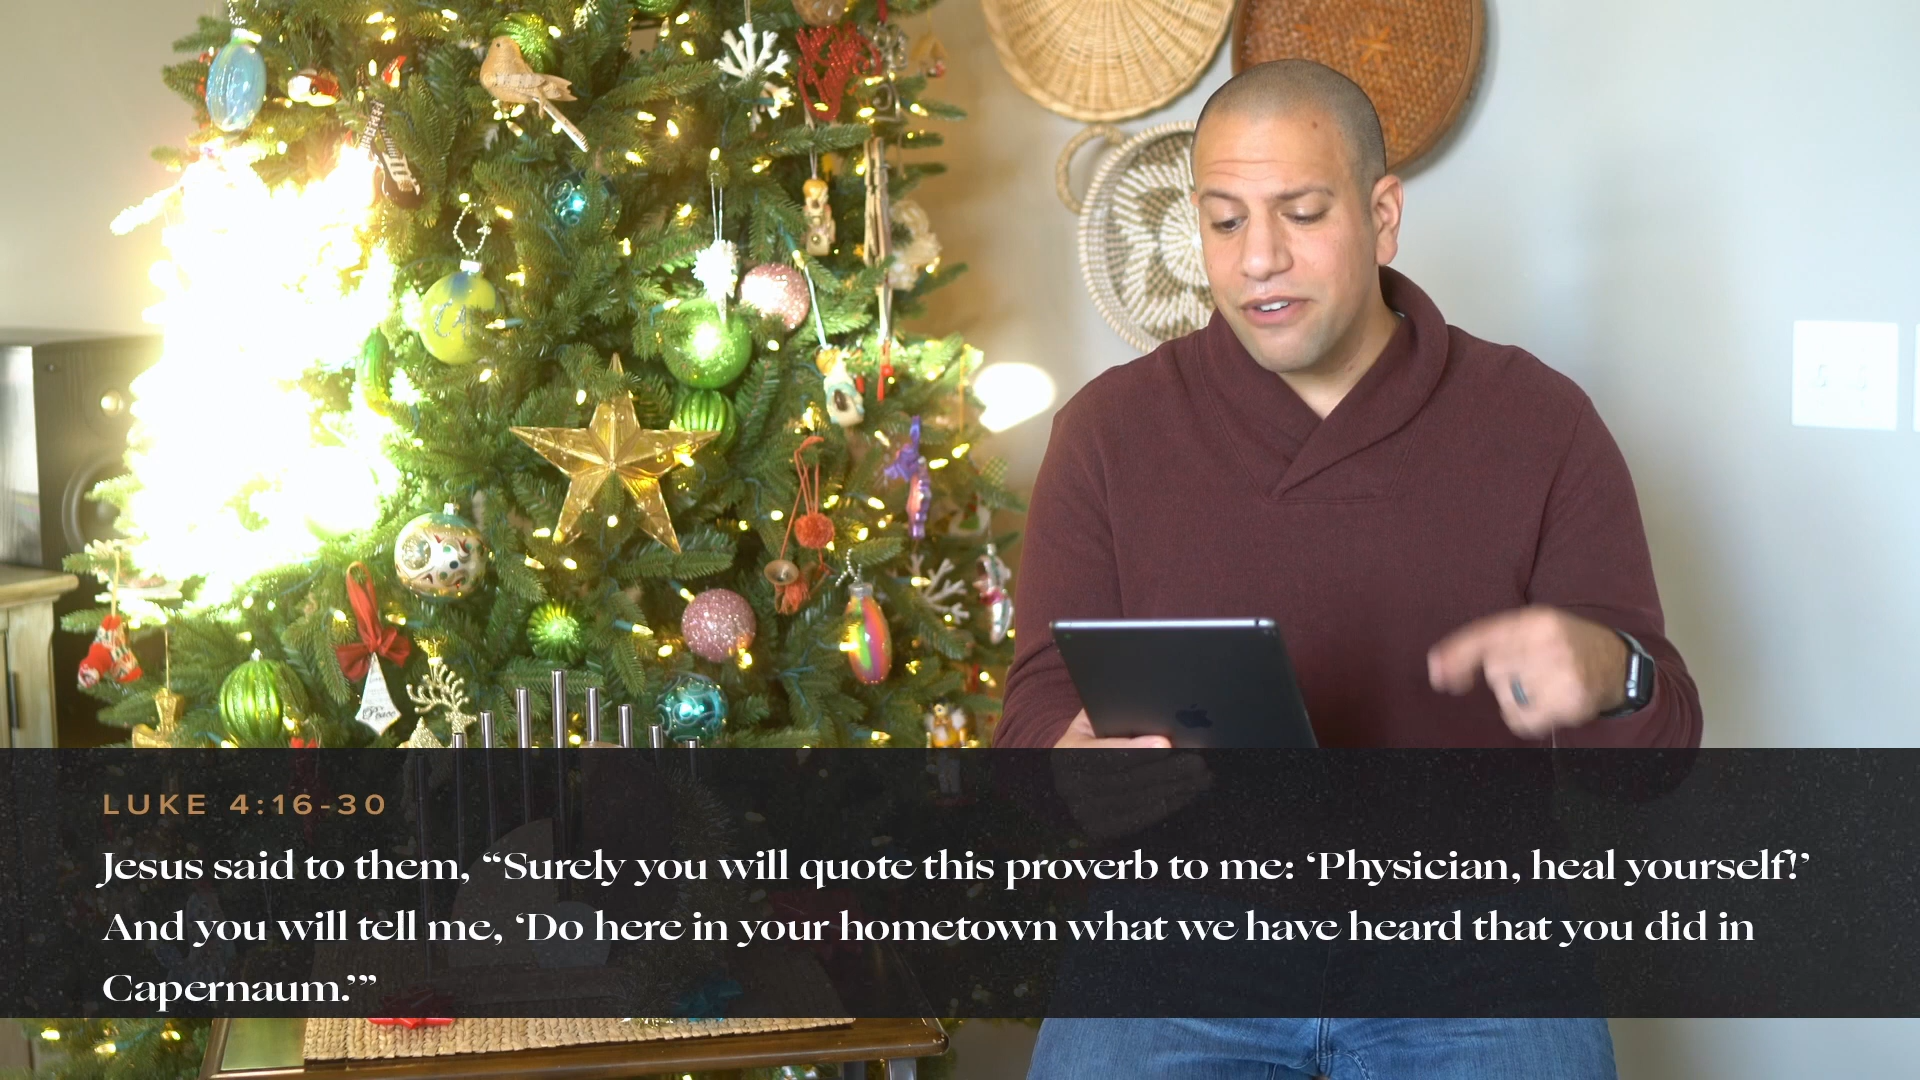 Peace
LUKE 4:16-30
Jesus said to them, “Surely you will quote this proverb to me: ‘Physician, heal yourself!’
And you will tell me, ‘Do here in your hometown what we have heard that you did in
Capernaum.’”